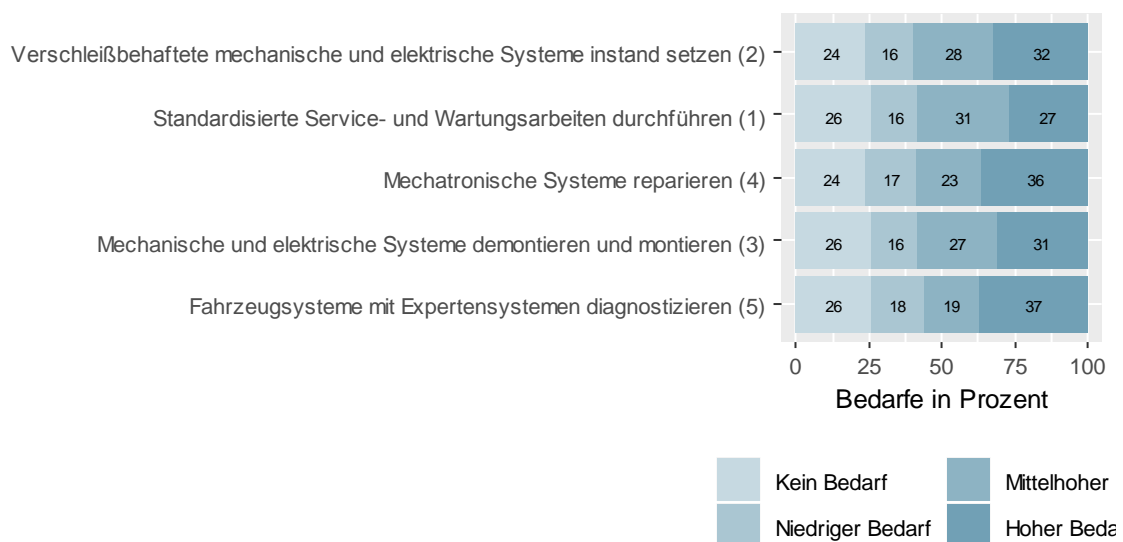 Verschleißbehaftete mechanische und elektrische Systeme instand setzen (2) 24 16 28 32
Standardisierte Service- und Wartungsarbeiten durchführen (1) 26 16 31 27
Mechatronische Systeme reparieren (4) 24 17 23 36
Mechanische und elektrische Systeme demontieren und montieren (3) 26 16 27 31
Fahrzeugsysteme mit Expertensystemen diagnostizieren (5) 26 18 19 37
0 25 50 75 100
Bedarfe in Prozent
Kein Bedarf Mittelhoher
Niedriger Bedarf Hoher Beda